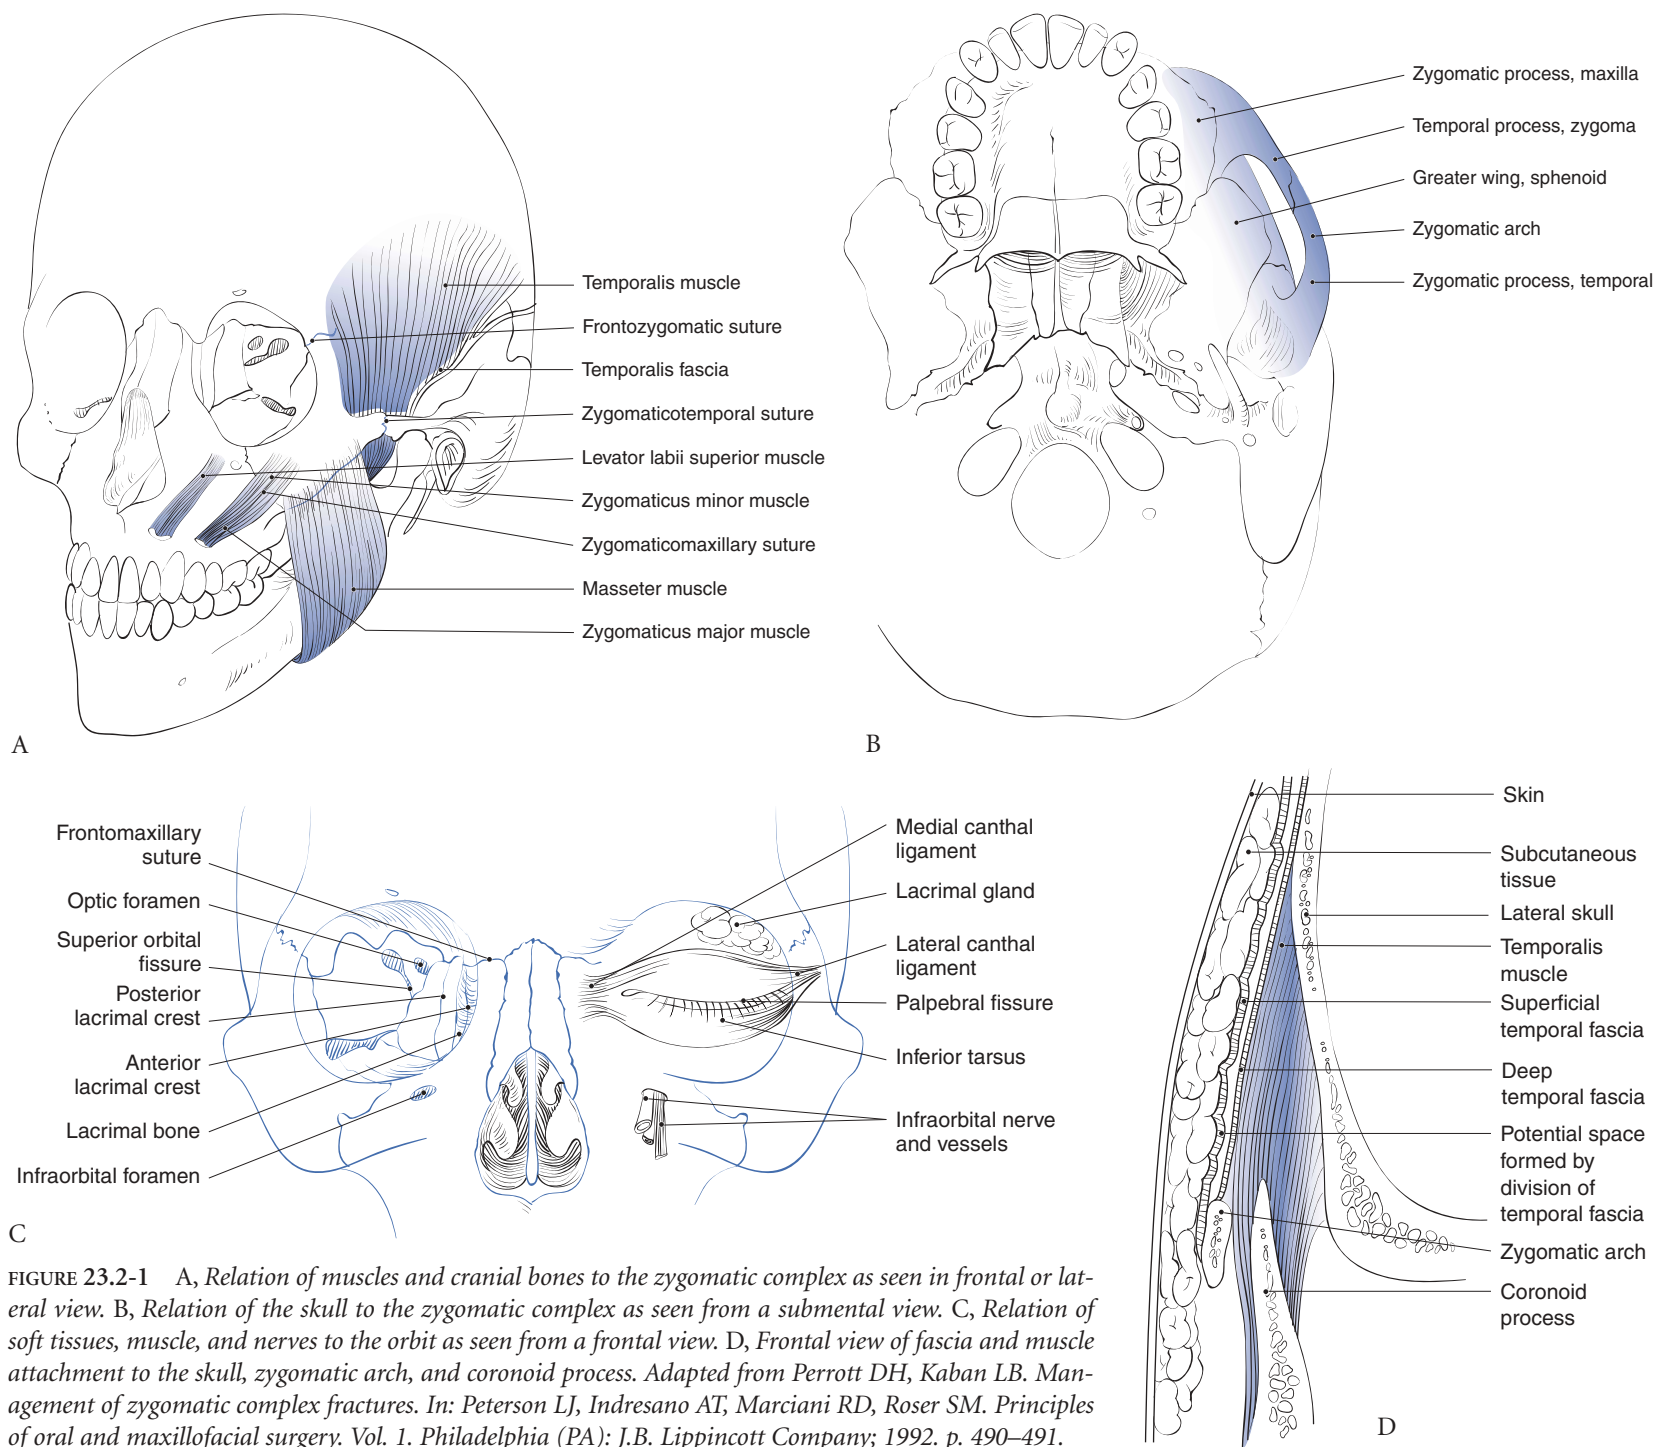 Temporalis muscle
Frontozygomatic suture
Temporalis fascia
Zygomaticotemporal suture
Levator labii superior muscle
Zygomaticus minor muscle
Zygomaticomaxillary suture
Masseter muscle
Zygomaticus major muscle
A
Zygomatic process, maxilla
Temporal process, zygoma
Greater wing, sphenoid
Zygomatic arch
Zygomatic process, temporal
B
Frontomaxillary
suture
Optic foramen
Superior orbital
fissure
Posterior
lacrimal crest
Anterior
lacrimal crest
Lacrimal bone
Infraorbital foramen
Medial canthal
ligament
Lacrimal gland
Lateral canthal
ligament
Palpebral fissure
Inferior tarsus
Infraorbital nerve
and vessels
C
Skin
Subcutaneous
tissue
Lateral skull
Temporalis
muscle
Superficial
temporal fascia
Deep
temporal fascia
Potential space
formed by
division of
temporal fascia
Zygomatic arch
Coronoid
process
D
FIGURE 23.2-1 A, Relation of muscles and cranial bones to the zygomatic complex as seen in frontal or lat-
eral view. B, Relation of the skull to the zygomatic complex as seen from a submental view. C, Relation of
soft tissues, muscle, and nerves to the orbit as seen from a frontal view. D, Frontal view of fascia and muscle
attachment to the skull, zygomatic arch, and coronoid process. Adapted from Perrott DH, Kaban LB. Man-
agement of zygomatic complex fractures. In: Peterson LJ, Indresano AT, Marciani RD, Roser SM. Principles
of oral and maxillofacial surgery. Vol. 1. Philadelphia (PA): J.B. Lippincott Company; 1992. p. 490–491.